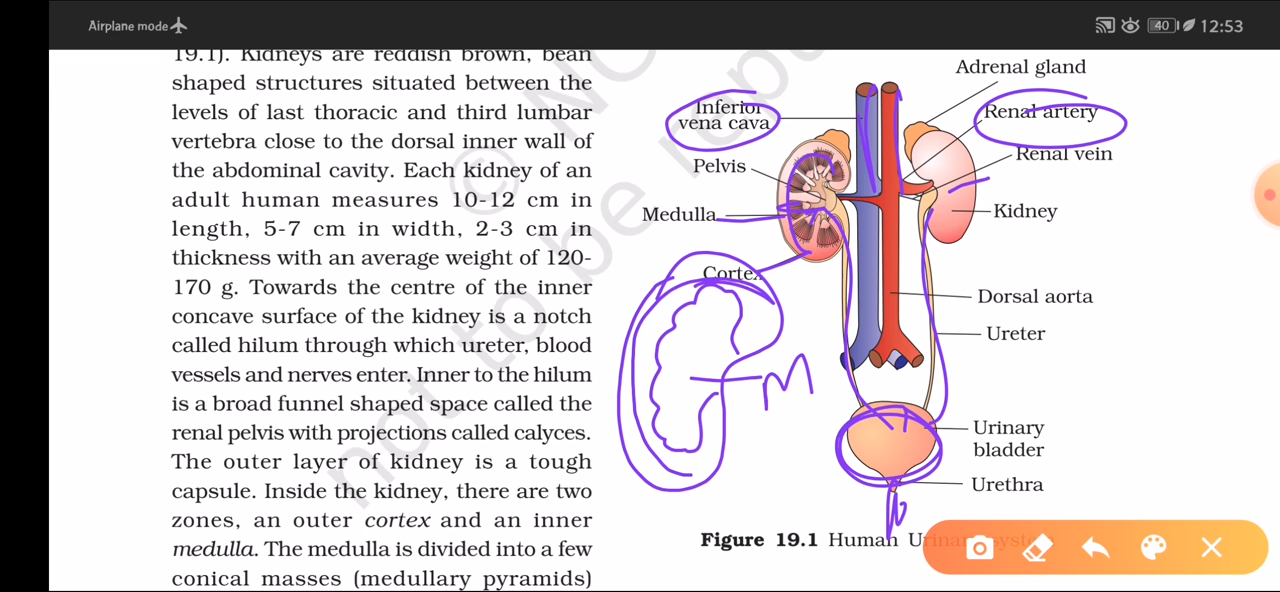 Airplane mode
40 12:53
19.1). Kidneys are reddish brown, bean
shaped structures situated between the
levels of last thoracic and third lumbar
vertebra close to the dorsal inner wall of
the abdominal cavity. Each kidney of an
adult human measures 10-12 cm in
length, 5-7 cm in width, 2-3 cm in
thickness with an average weight of 120-
170 g. Towards the centre of the inner
concave surface of the kidney is a notch
called hilum through which ureter, blood
vessels and nerves enter. Inner to the hilum
is a broad funnel shaped space called the
renal pelvis with projections called calyces.
The outer layer of kidney is a tough
capsule. Inside the kidney, there are two
zones, an outer cortex and an inner
medulla. The medulla is divided into a few
conical masses (medullary pyramids)
Adrenal gland
Inferior
vena cava
Renal artery
Renal vein
Pelvis
Medulla
Kidney
Cortex
Dorsal aorta
Ureter
M
Urinary
bladder
Urethra
Figure 19.1 Human Urinary system
not to be repu
© NC